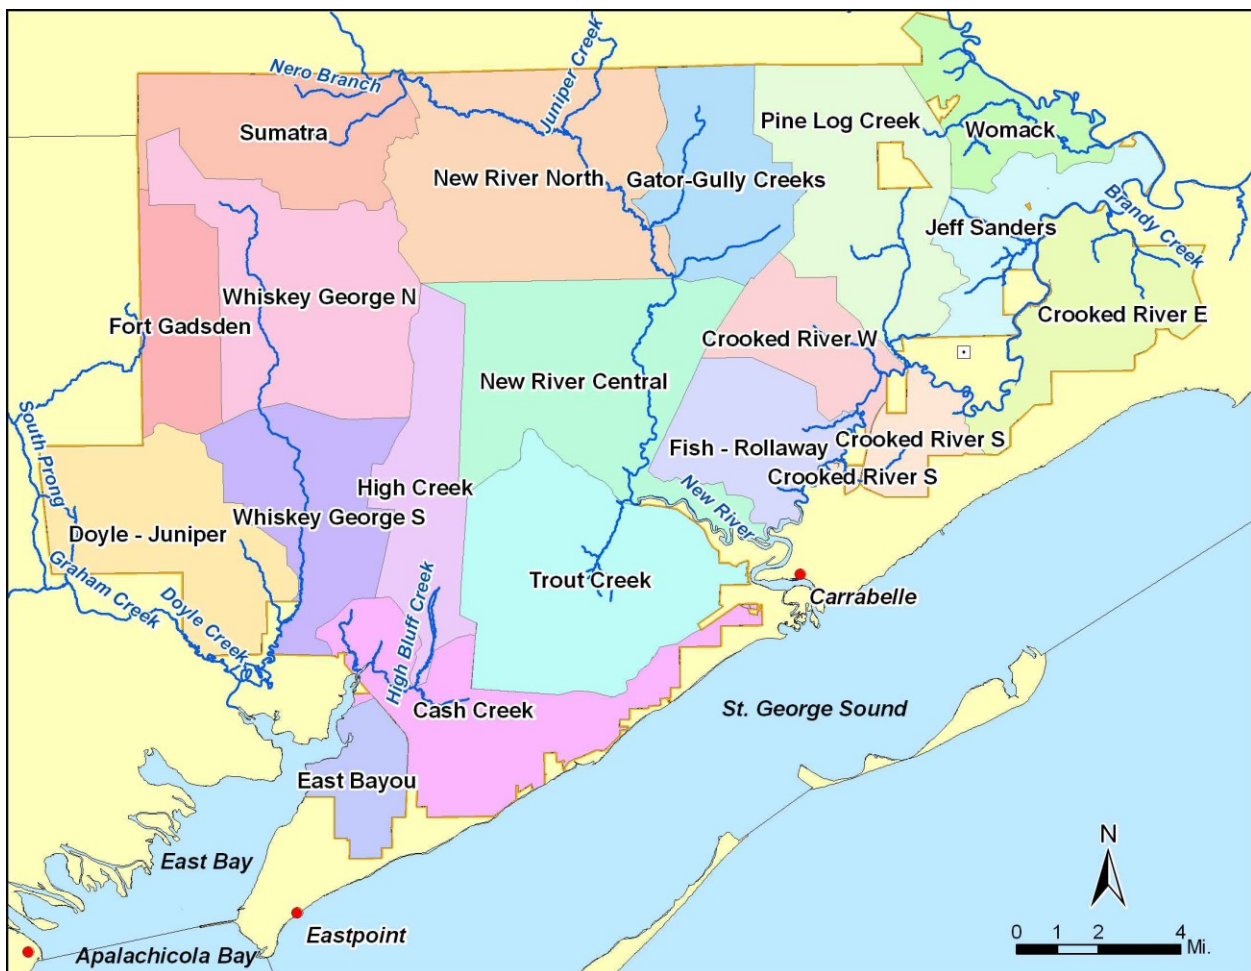 Nero Branch
Juniper Creek
Sumatra
Pine Log Creek
Womack
New River North
Gator-Gully Creeks
Brandy Creek
Jeff Sanders
Whiskey George N
Fort Gadsden
Crooked River E
Crooked River W
New River Central
South Prong
Fish - Rollaway
Crooked River S
Crooked River S
High Creek
New River
Whiskey George S
Doyle - Juniper
Graham Creek
Doyle Creek
High Bluff Creek
Trout Creek
Carrabelle
Cash Creek
St. George Sound
East Bayou
East Bay
N
Eastpoint
Apalachicola Bay
0 1 2 4
Mi.